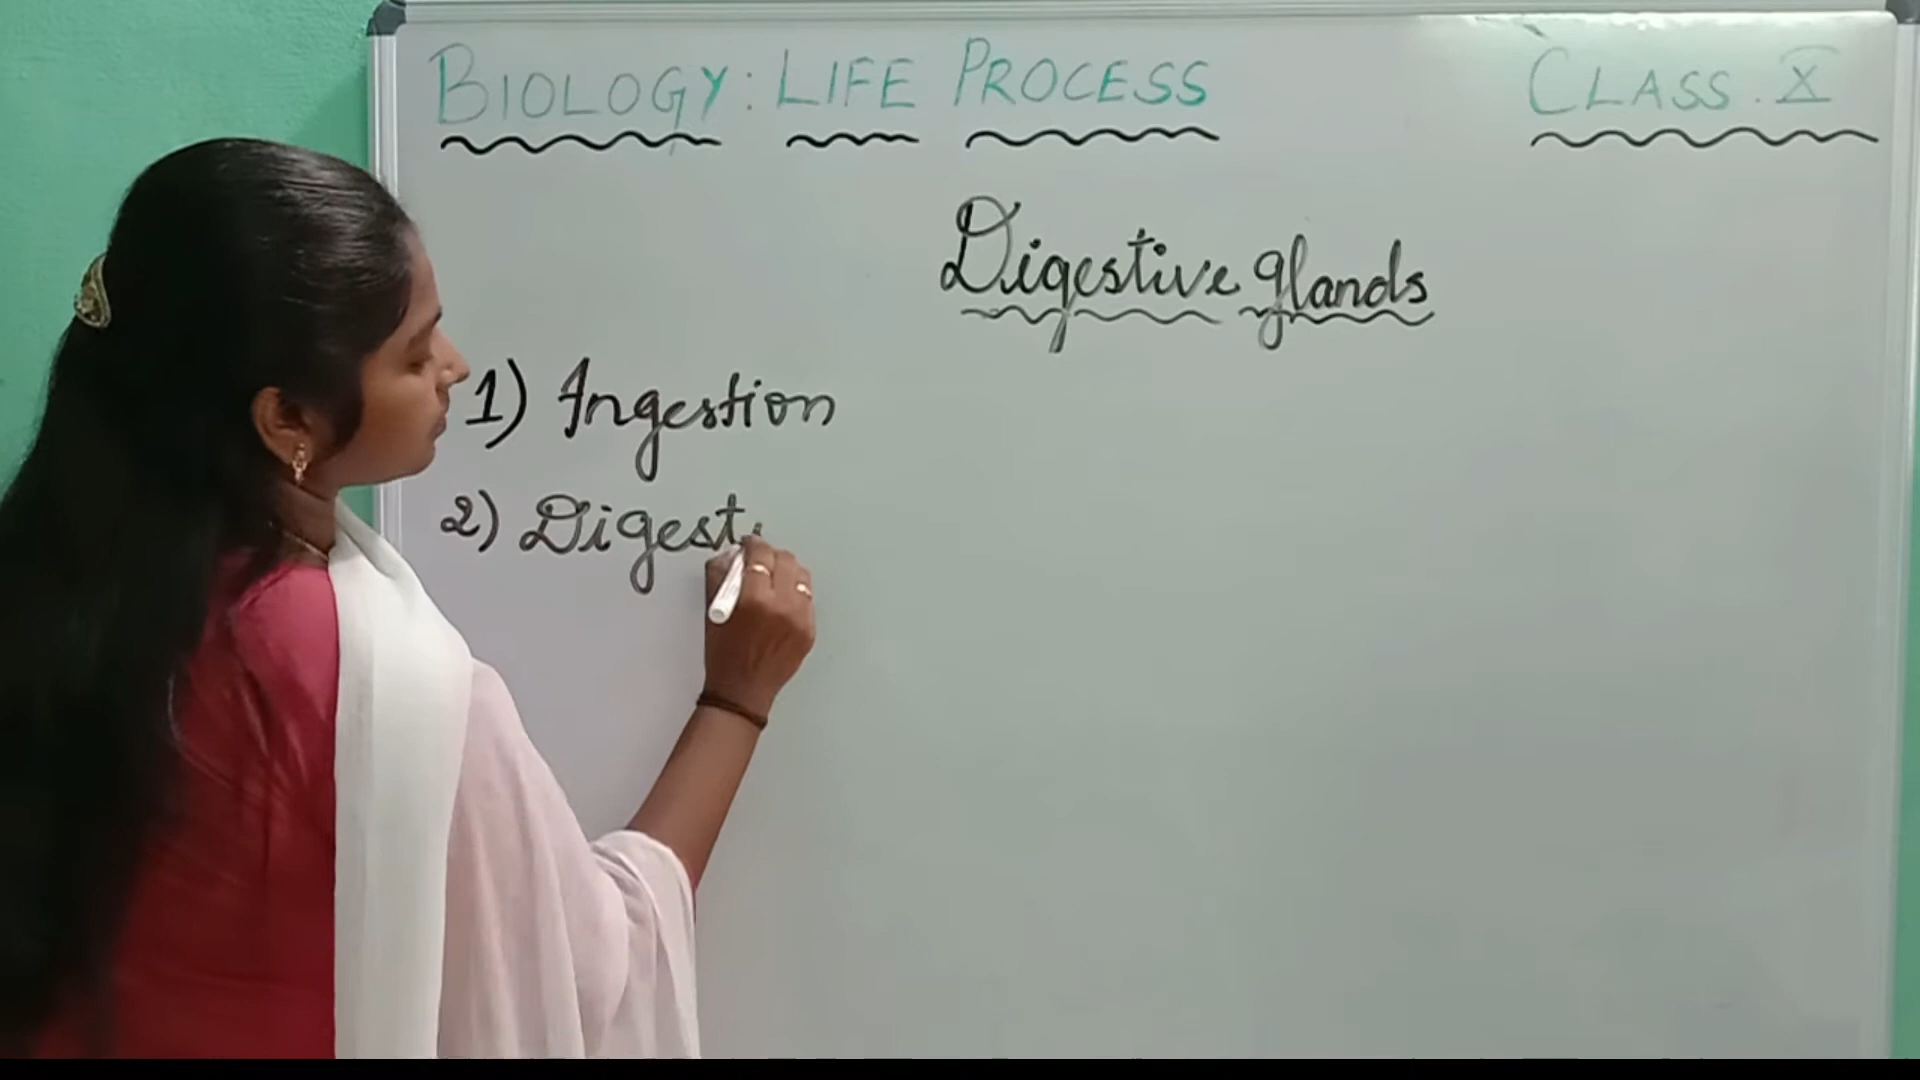 BIOLOGY: LIFE PROCESS CLASS. X
Digestive glands
1) Ingestion
2) Digest